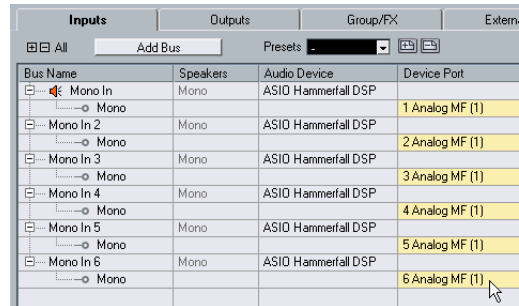 Inputs Outputs Group/FX Extern
All Add Bus Presets -
Bus Name Speakers Audio Device Device Port
Mono In Mono ASIO Hammerfall DSP
Mono 1 Analog MF (1)
Mono In 2 Mono ASIO Hammerfall DSP
Mono 2 Analog MF (1)
Mono In 3 Mono ASIO Hammerfall DSP
Mono 3 Analog MF (1)
Mono In 4 Mono ASIO Hammerfall DSP
Mono 4 Analog MF (1)
Mono In 5 Mono ASIO Hammerfall DSP
Mono 5 Analog MF (1)
Mono In 6 Mono ASIO Hammerfall DSP
Mono 6 Analog MF (1)